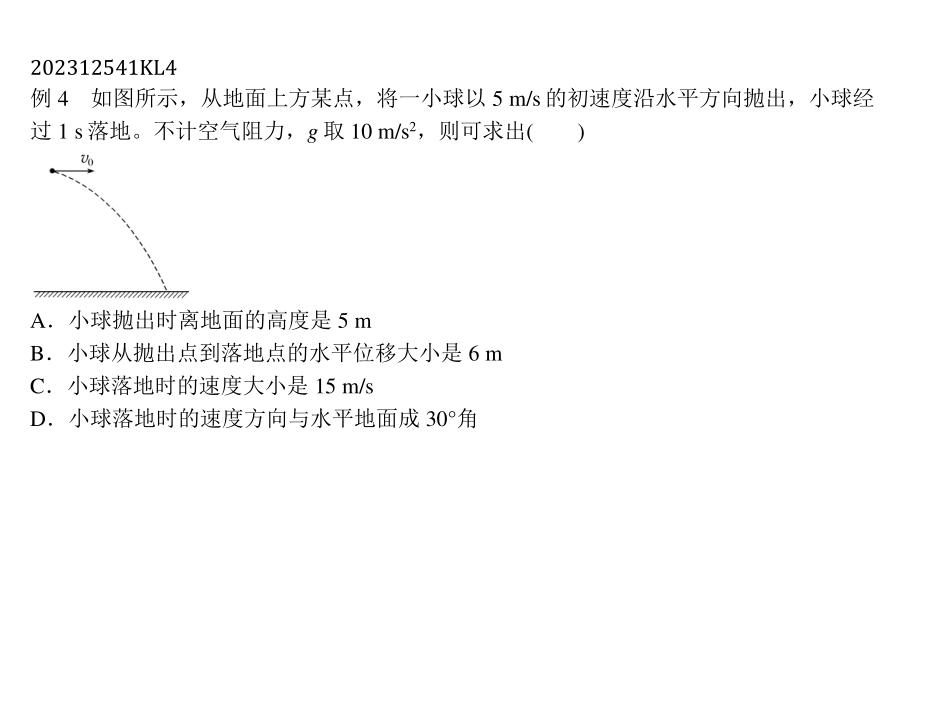 202312541KL4
例 4　如图所示，从地面上方某点，将一小球以 5 m/s 的初速度沿水平方向抛出，小球经
过 1 s 落地。不计空气阻力，g 取 10 m/s²，则可求出(　　)
v₀
A．小球抛出时离地面的高度是 5 m
B．小球从抛出点到落地点的水平位移大小是 6 m
C．小球落地时的速度大小是 15 m/s
D．小球落地时的速度方向与水平地面成 30°角